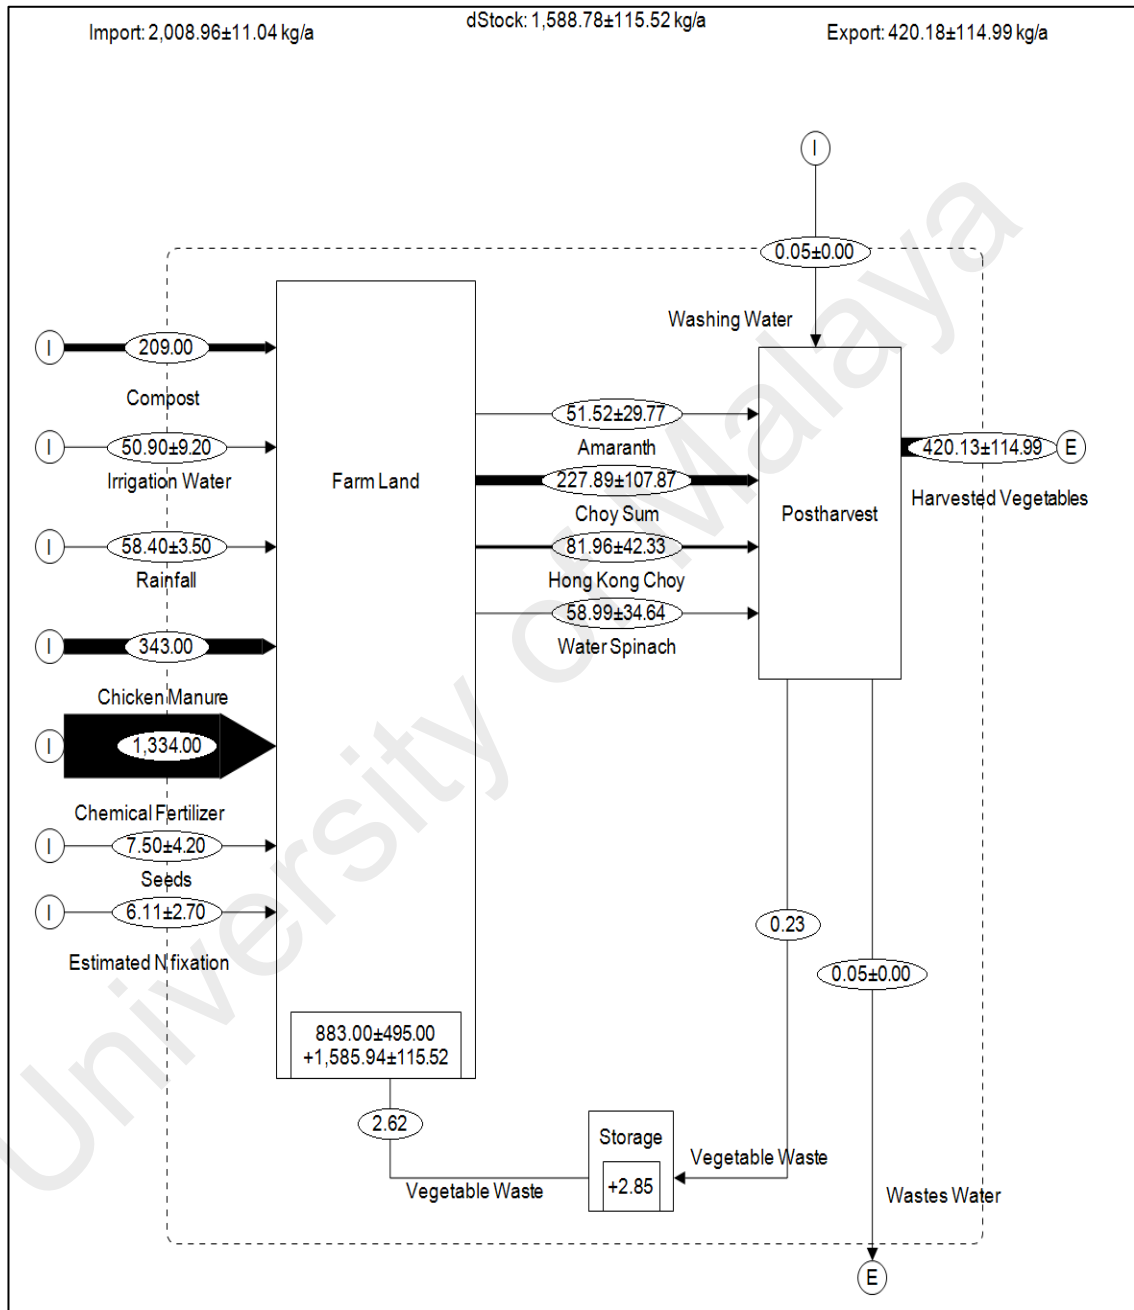 Import: 2,008.96±11.04 kg/a
dStock: 1,588.78±115.52 kg/a
Export: 420.18±114.99 kg/a
I
0.05±0.00
Washing Water
I
209.00
Compost
I
50.90±9.20
Irrigation Water
I
58.40±3.50
Rainfall
I
343.00
Chicken Manure
I
1,334.00
Chemical Fertilizer
I
7.50±4.20
Seeds
I
6.11±2.70
Estimated N fixation
Farm Land
883.00±495.00
+1,585.94±115.52
51.52±29.77
Amaranth
227.89±107.87
Choy Sum
81.96±42.33
Hong Kong Choy
58.99±34.64
Water Spinach
Postharvest
420.13±114.99
E
Harvested Vegetables
0.23
0.05±0.00
2.62
Storage
+2.85
Vegetable Waste
Vegetable Waste
Wastes Water
E
University of Malaya